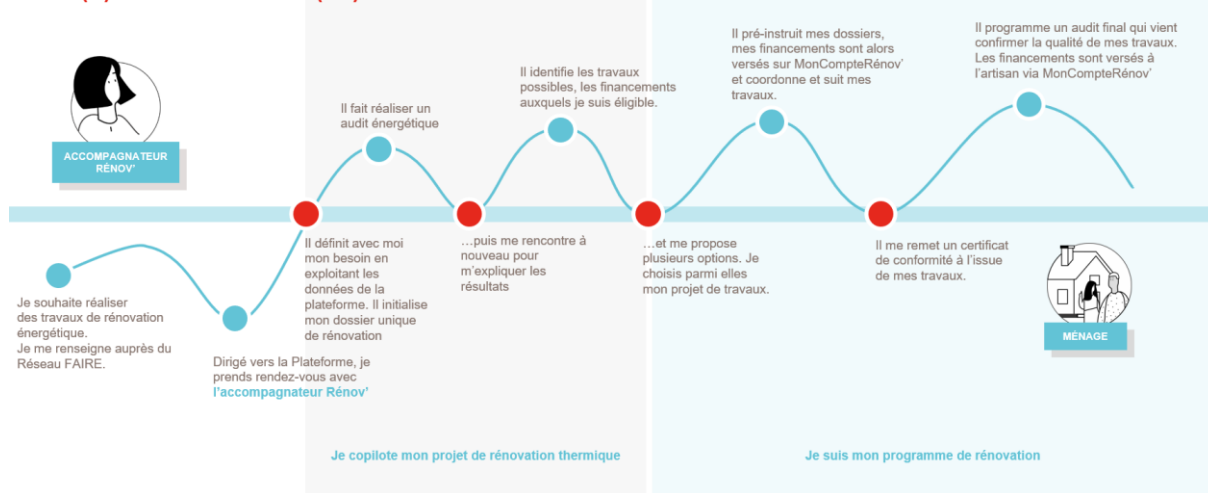 ACCOMPAGNATEUR
RÉNOV'
Je souhaite réaliser
des travaux de rénovation
énergétique.
Je me renseigne auprès du
Réseau FAIRE.
Dirigé vers la Plateforme, je
prends rendez-vous avec
l'accompagnateur Rénov'
Il définit avec moi
mon besoin en
exploitant les
données de la
plateforme. Il initialise
mon dossier unique
de rénovation
Il fait réaliser un
audit énergétique
…puis me rencontre à
nouveau pour
m'expliquer les
résultats
Il identifie les travaux
possibles, les financements
auxquels je suis éligible.
…et me propose
plusieurs options. Je
choisis parmi elles
mon projet de travaux.
Il pré-instruit mes dossiers,
mes financements sont alors
versés sur MonCompteRénov'
et coordonne et suit mes
travaux.
Il me remet un certificat
de conformité à l'issue
de mes travaux.
Il programme un audit final qui vient
confirmer la qualité de mes travaux.
Les financements sont versés à
l'artisan via MonCompteRénov'
MÉNAGE
Je copilote mon projet de rénovation thermique
Je suis mon programme de rénovation